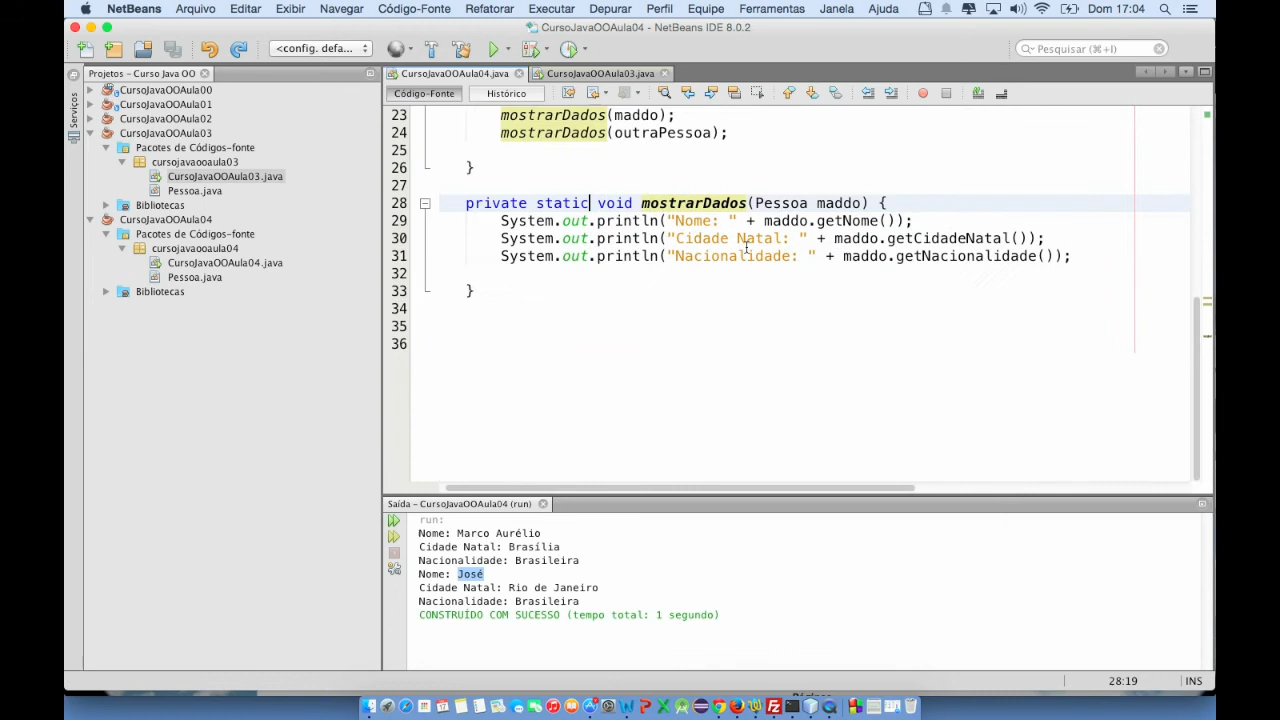 NetBeans Arquivo Editar Exibir Navegar Código-Fonte Refatorar Executar Depurar Perfil Equipe Ferramentas Janela Ajuda Dom 17:04
CursoJavaOOAula04 - NetBeans IDE 8.0.2
<config. defa... Pesquisar (⌘+I)
Projetos – Curso Java OO
CursoJavaOOAula04.java CursoJavaOOAula03.java
Código-Fonte Histórico
Serviços
CursoJavaOOAula00
CursoJavaOOAula01
CursoJavaOOAula02
CursoJavaOOAula03
Pacotes de Códigos-fonte
cursojavaooaula03
CursoJavaOOAula03.java
Pessoa.java
Bibliotecas
CursoJavaOOAula04
Pacotes de Códigos-fonte
cursojavaooaula04
CursoJavaOOAula04.java
Pessoa.java
Bibliotecas
23 mostrarDados(maddo);
24 mostrarDados(outraPessoa);
25
26 }
27
28 private static void mostrarDados(Pessoa maddo) {
29 System.out.println("Nome: " + maddo.getNome());
30 System.out.println("Cidade Natal: " + maddo.getCidadeNatal());
31 System.out.println("Nacionalidade: " + maddo.getNacionalidade());
32
33 }
34
35
36
Saída – CursoJavaOOAula04 (run)
run:
Nome: Marco Aurélio
Cidade Natal: Brasília
Nacionalidade: Brasileira
Nome: José
Cidade Natal: Rio de Janeiro
Nacionalidade: Brasileira
CONSTRUÍDO COM SUCESSO (tempo total: 1 segundo)
28:19 INS